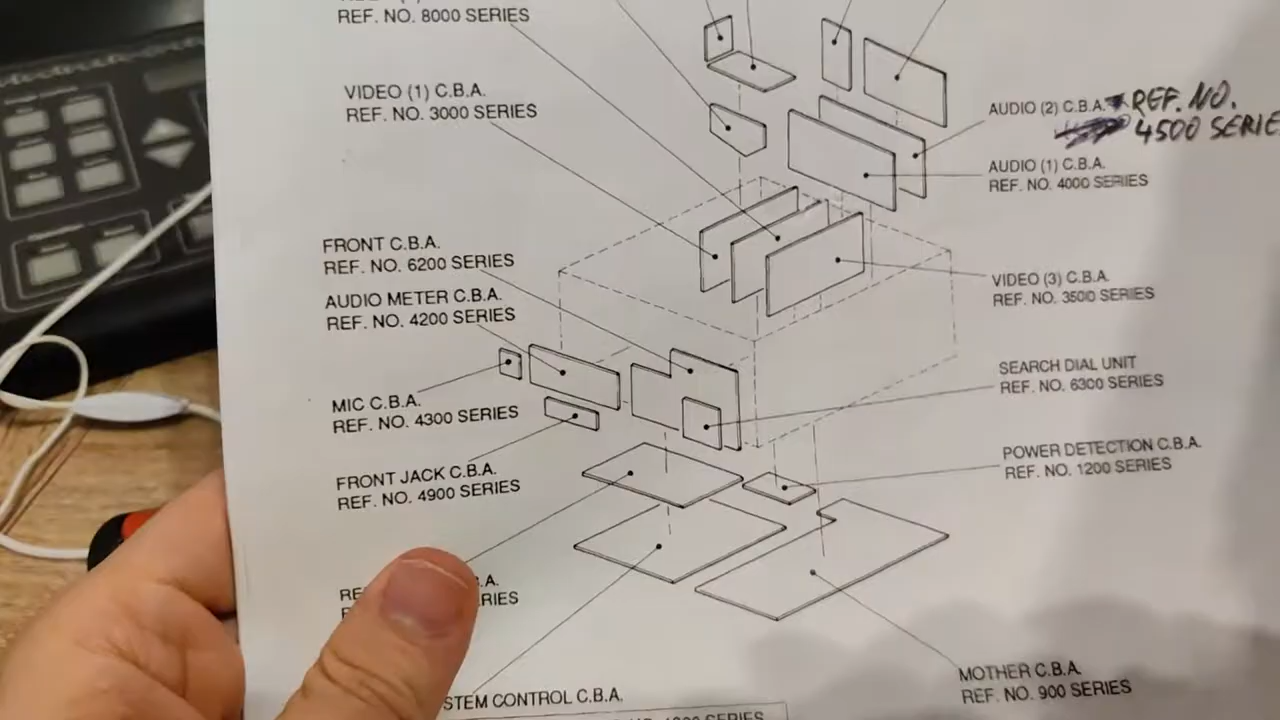 REF. NO. 8000 SERIES
VIDEO (1) C.B.A.
REF. NO. 3000 SERIES
AUDIO (2) C.B.A. REF. NO.
4500 SERIE
AUDIO (1) C.B.A.
REF. NO. 4000 SERIES
FRONT C.B.A.
REF. NO. 6200 SERIES
VIDEO (3) C.B.A.
REF. NO. 3500 SERIES
AUDIO METER C.B.A.
REF. NO. 4200 SERIES
SEARCH DIAL UNIT
REF. NO. 6300 SERIES
MIC C.B.A.
REF. NO. 4300 SERIES
POWER DETECTION C.B.A.
REF. NO. 1200 SERIES
FRONT JACK C.B.A.
REF. NO. 4900 SERIES
RE .A.
RIES
MOTHER C.B.A.
REF. NO. 900 SERIES
STEM CONTROL C.B.A.
SERIES